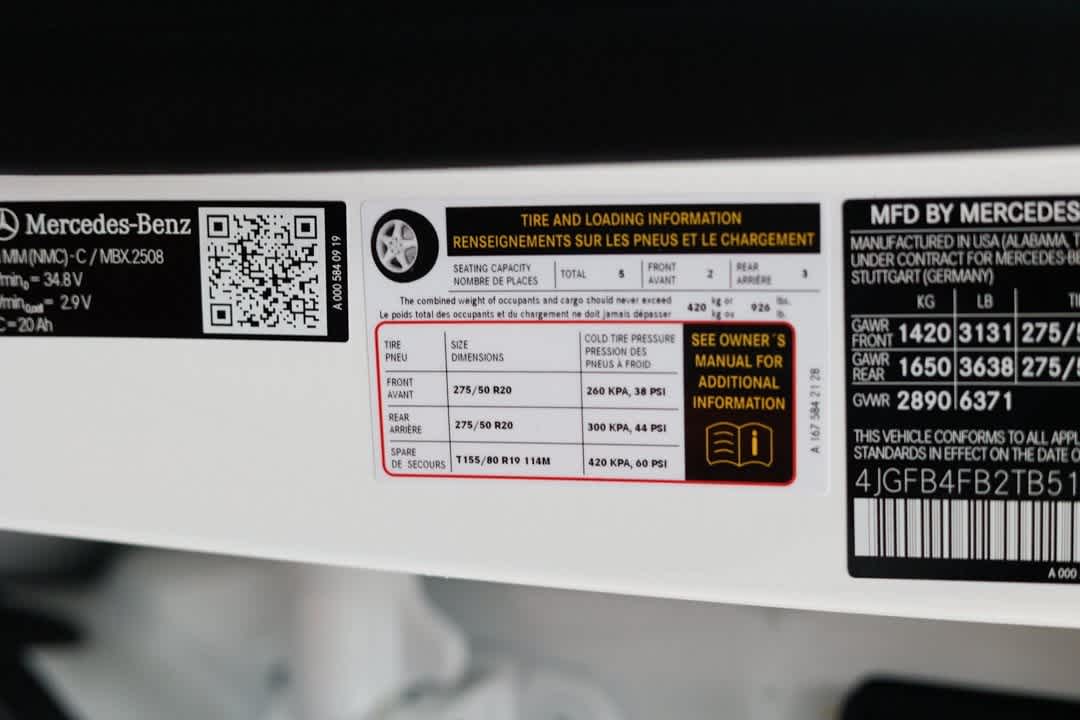 Mercedes-Benz
MM(NMC)-C / MBX.2508
= 34.8 V
= 2.9 V
C = 20 Ah
A 000 584 09 19
TIRE AND LOADING INFORMATION
RENSEIGNEMENTS SUR LES PNEUS ET LE CHARGEMENT
SEATING CAPACITY
NOMBRE DE PLACES
TOTAL 5
FRONT
AVANT
2
REAR
ARRIÈRE
3
The combined weight of occupants and cargo should never exceed 420 kg or 926 lbs.
Le poids total des occupants et du chargement ne doit jamais dépasser kg ou lb.
TIRE
PNEU
SIZE
DIMENSIONS
COLD TIRE PRESSURE
PRESSION DES
PNEUS À FROID
FRONT
AVANT
275/50 R20
260 KPA, 38 PSI
REAR
ARRIÈRE
275/50 R20
300 KPA, 44 PSI
SPARE
DE SECOURS
T155/80 R19 114M
420 KPA, 60 PSI
SEE OWNER´S
MANUAL FOR
ADDITIONAL
INFORMATION
A 167 584 21 28
MFD BY MERCEDES
MANUFACTURED IN USA (ALABAMA,
UNDER CONTRACT FOR MERCEDES-BE
STUTTGART (GERMANY)
KG LB TI
GAWR
FRONT
1420 3131 275/5
GAWR
REAR
1650 3638 275/5
GVWR 2890 6371
THIS VEHICLE CONFORMS TO ALL APPL
STANDARDS IN EFFECT ON THE DATE O
4JGFB4FB2TB51
A 000